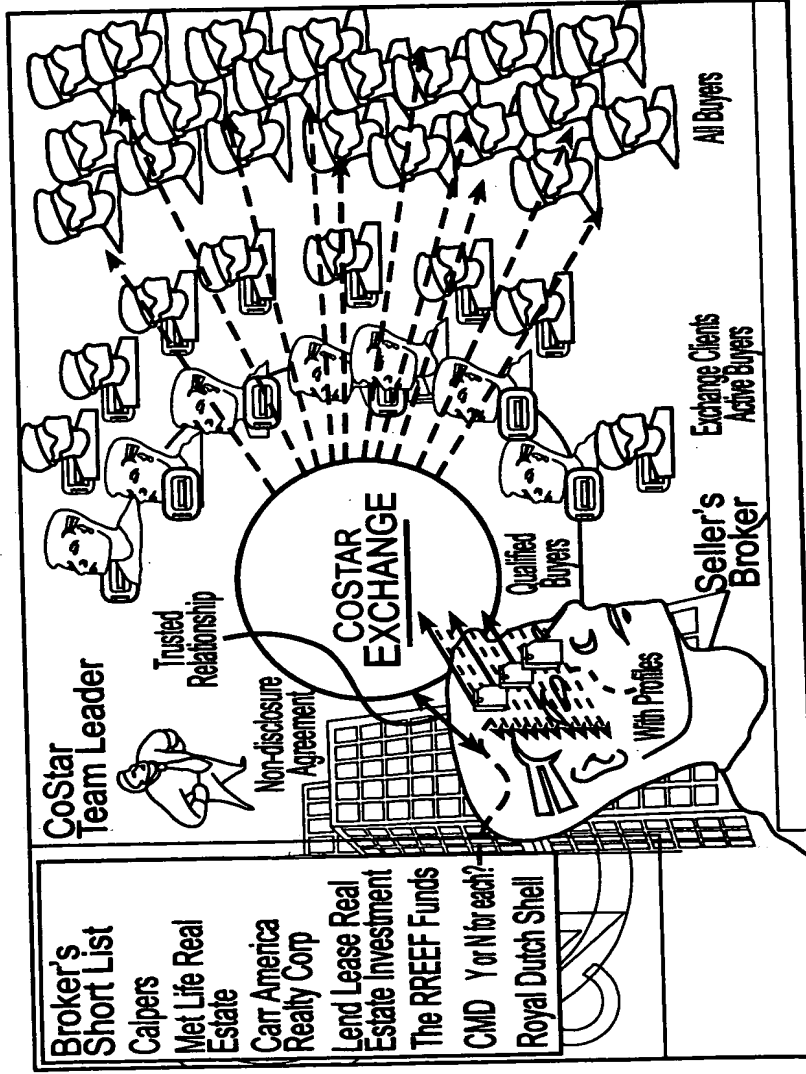 Broker's
Short List
Calpers
Met Life Real
Estate
Carr America
Realty Corp
Lend Lease Real
Estate Investment
The RREEF Funds
CMD Y or N for each?
Royal Dutch Shell
CoStar
Team Leader
Non-disclosure
Agreement
Trusted
Relationship
COSTAR
EXCHANGE
With Profiles
Qualified
Buyers
Seller's
Broker
Exchange Clients
Active Buyers
All Buyers